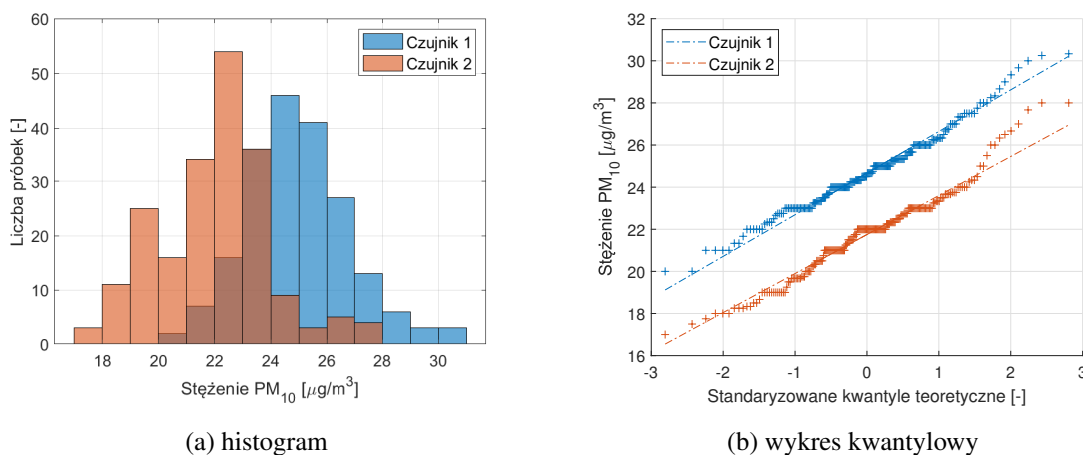 60
50
40
30
20
10
0
Liczba próbek [-]
Czujnik 1
Czujnik 2
18 20 22 24 26 28 30
Stężenie PM10 [μg/m3]
(a) histogram
30
28
26
24
22
20
18
16
Stężenie PM10 [μg/m3]
Czujnik 1
Czujnik 2
-3 -2 -1 0 1 2 3
Standaryzowane kwantyle teoretyczne [-]
(b) wykres kwantylowy